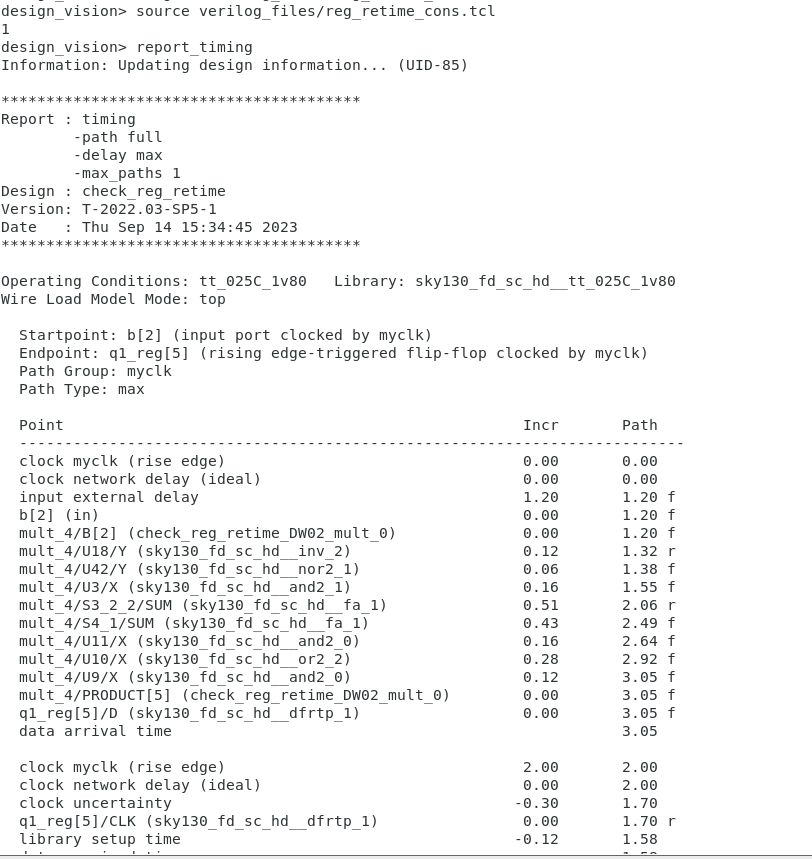 design_vision> source verilog_files/reg_retime_cons.tcl
1
design_vision> report_timing
Information: Updating design information... (UID-85)
****************************************
Report : timing
        -path full
        -delay max
        -max_paths 1
Design : check_reg_retime
Version: T-2022.03-SP5-1
Date   : Thu Sep 14 15:34:45 2023
****************************************
Operating Conditions: tt_025C_1v80   Library: sky130_fd_sc_hd__tt_025C_1v80
Wire Load Model Mode: top
  Startpoint: b[2] (input port clocked by myclk)
  Endpoint: q1_reg[5] (rising edge-triggered flip-flop clocked by myclk)
  Path Group: myclk
  Path Type: max
  Point                                                   Incr       Path
  --------------------------------------------------------------------------
  clock myclk (rise edge)                                 0.00       0.00
  clock network delay (ideal)                             0.00       0.00
  input external delay                                    1.20       1.20 f
  b[2] (in)                                               0.00       1.20 f
  mult_4/B[2] (check_reg_retime_DW02_mult_0)              0.00       1.20 f
  mult_4/U18/Y (sky130_fd_sc_hd__inv_2)                   0.12       1.32 r
  mult_4/U42/Y (sky130_fd_sc_hd__nor2_1)                  0.06       1.38 f
  mult_4/U3/X (sky130_fd_sc_hd__and2_1)                   0.16       1.55 f
  mult_4/S3_2_2/SUM (sky130_fd_sc_hd__fa_1)               0.51       2.06 r
  mult_4/S4_1/SUM (sky130_fd_sc_hd__fa_1)                 0.43       2.49 f
  mult_4/U11/X (sky130_fd_sc_hd__and2_0)                  0.16       2.64 f
  mult_4/U10/X (sky130_fd_sc_hd__or2_2)                   0.28       2.92 f
  mult_4/U9/X (sky130_fd_sc_hd__and2_0)                   0.12       3.05 f
  mult_4/PRODUCT[5] (check_reg_retime_DW02_mult_0)        0.00       3.05 f
  q1_reg[5]/D (sky130_fd_sc_hd__dfrtp_1)                  0.00       3.05 f
  data arrival time                                                  3.05
  clock myclk (rise edge)                                 2.00       2.00
  clock network delay (ideal)                             0.00       2.00
  clock uncertainty                                      -0.30       1.70
  q1_reg[5]/CLK (sky130_fd_sc_hd__dfrtp_1)                0.00       1.70 r
  library setup time                                     -0.12       1.58